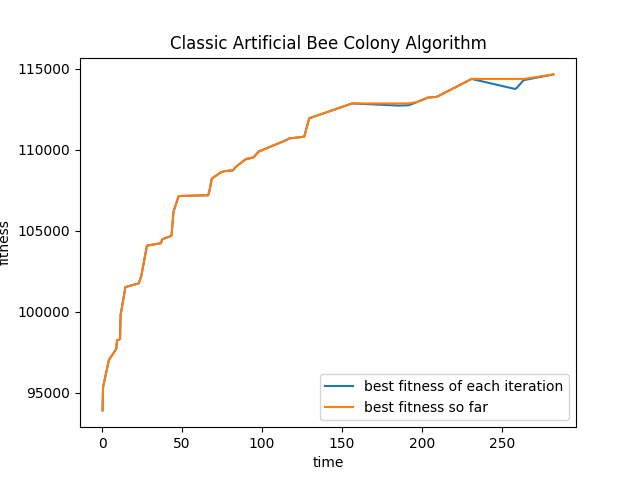 Classic Artificial Bee Colony Algorithm
115000
110000
105000
100000
95000
fitness
0 50 100 150 200 250
time
best fitness of each iteration
best fitness so far